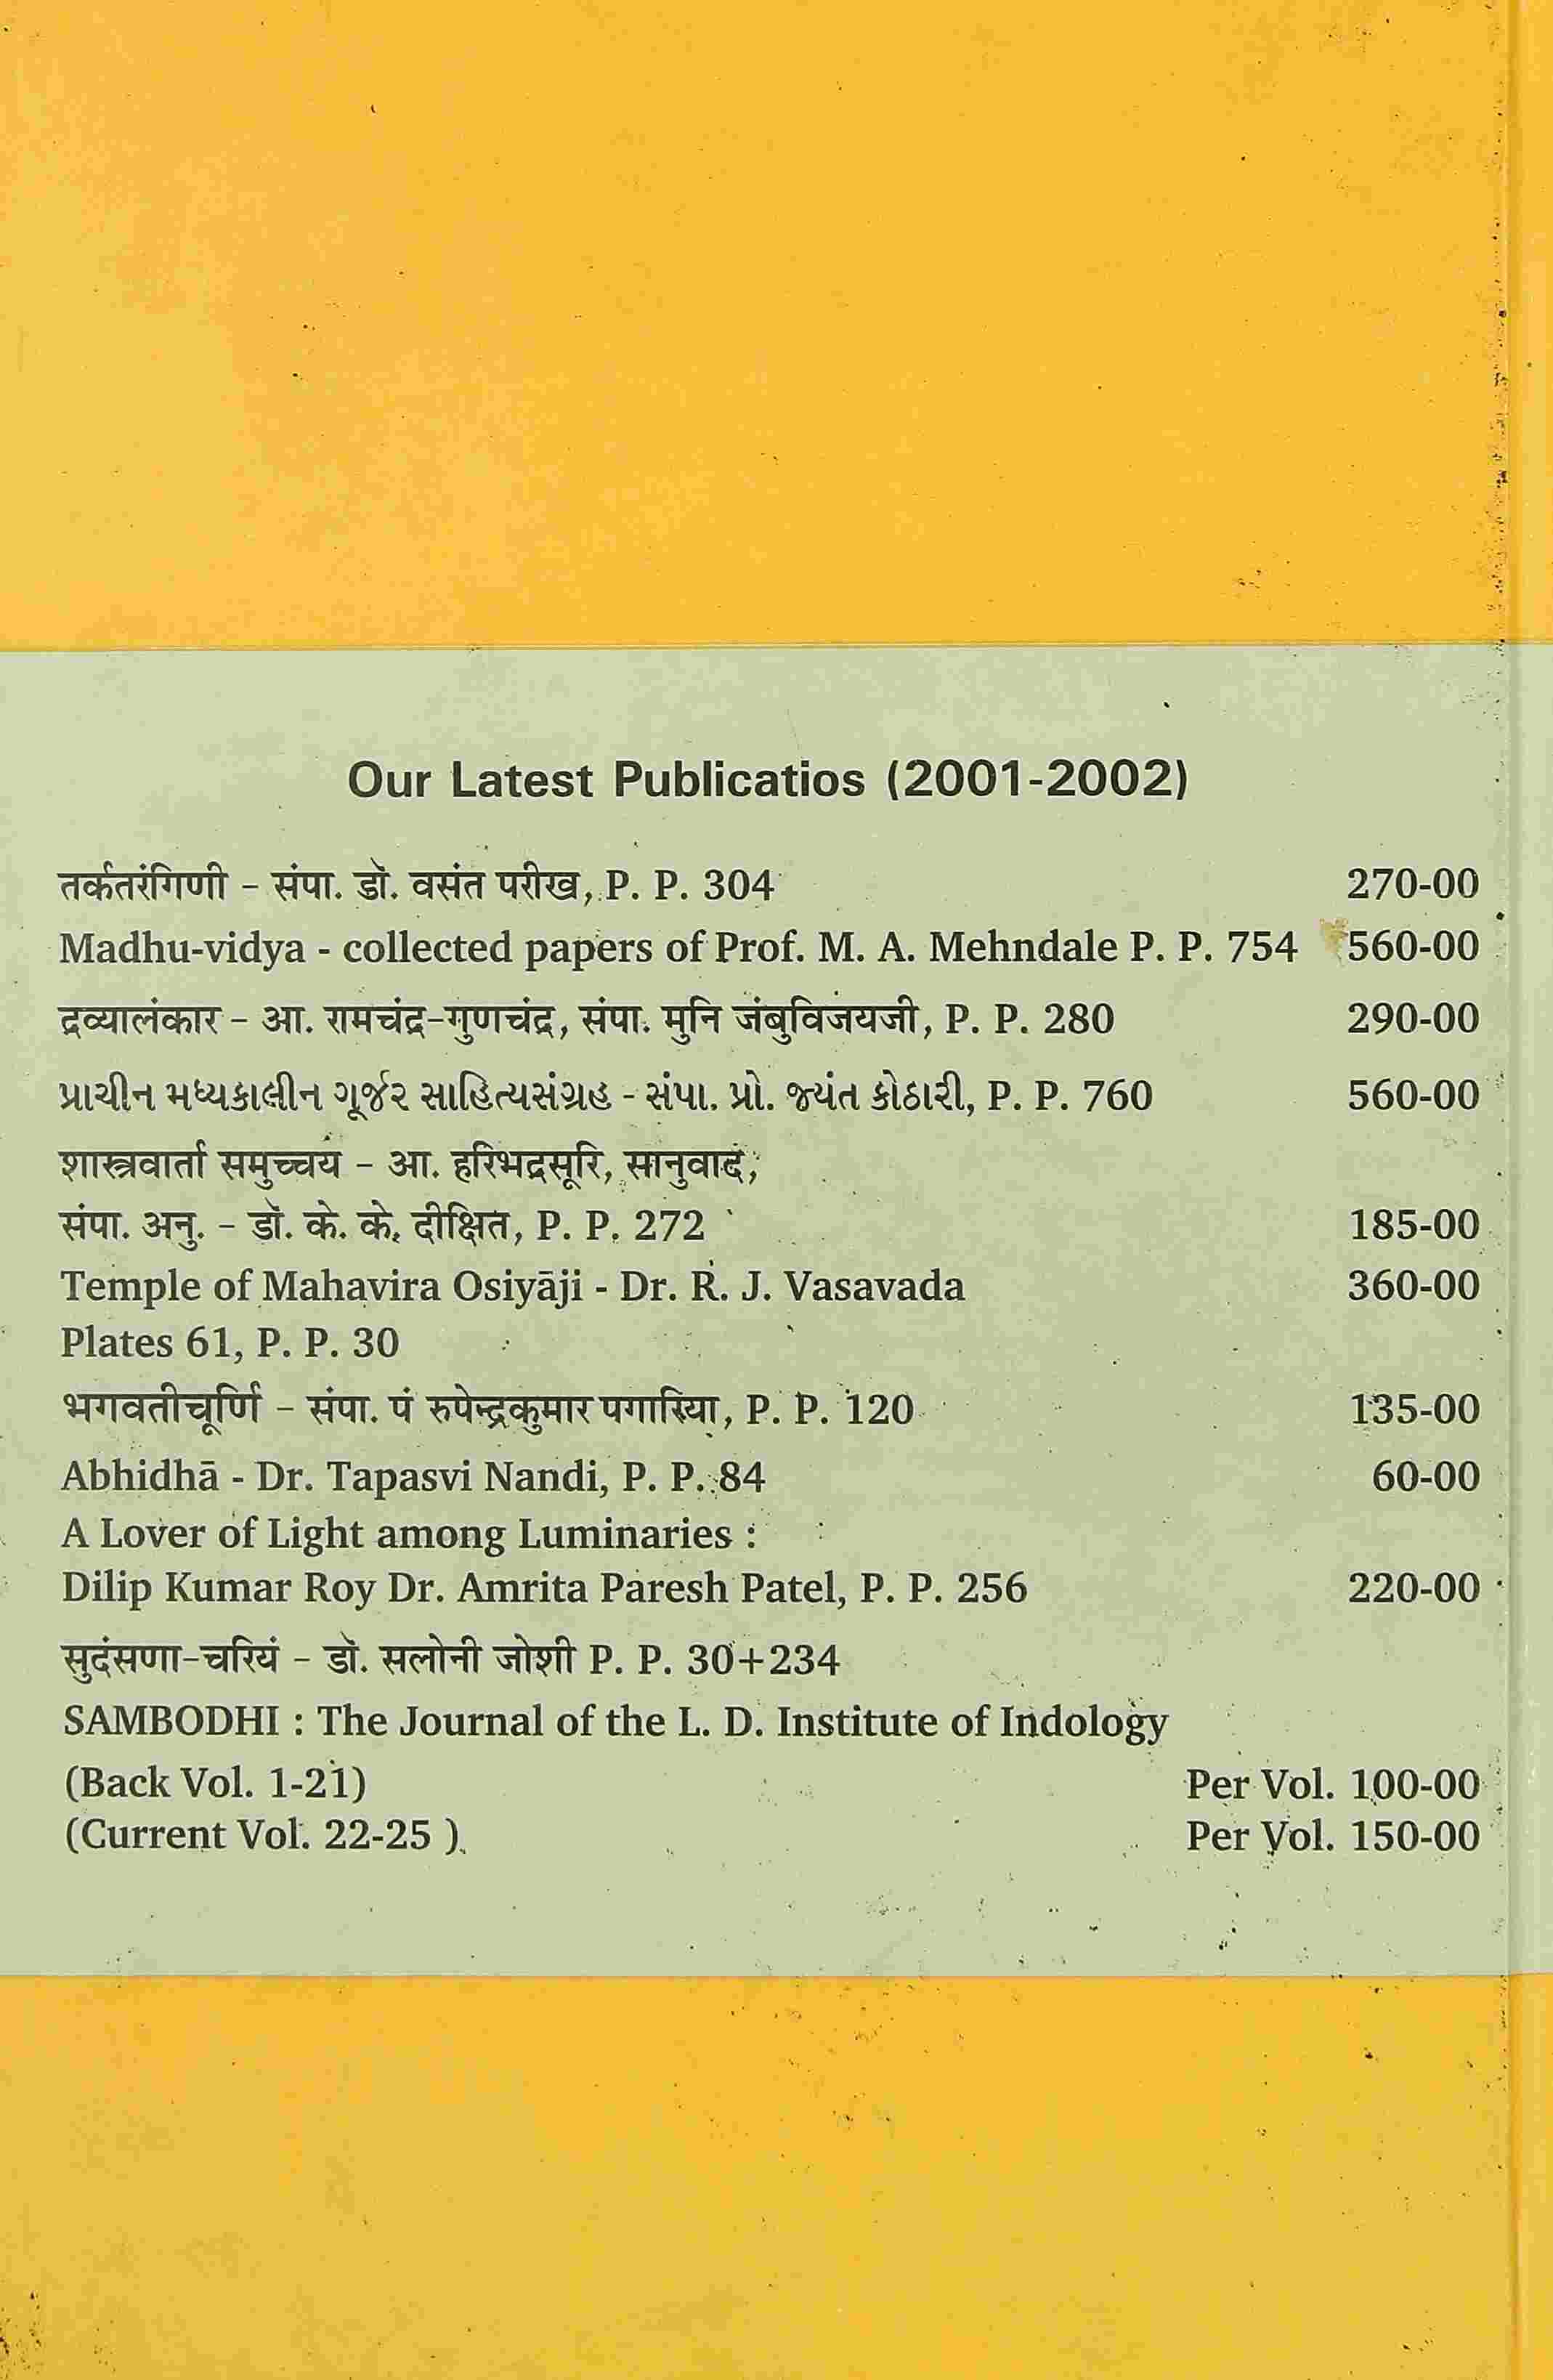 Our Latest Publicatios (2001-2002)
तर्कतरंगिणी - संपा. डॉ. वसंत परीख, P. P. 304 270-00
Madhu-vidya - collected papers of Prof. M. A. Mehndale P. P. 754 560-00
द्रव्यालंकार - आ. रामचंद्र-गुणचंद्र, संपा. मुनि जंबुविजयजी, P. P. 280 290-00
પ્રાચીન મધ્યકાલીન ગૂર્જર સાહિત્યસંગ્રહ - સંપા. પ્રો. જયંત કોઠારી, P. P. 760 560-00
शास्त्रवार्ता समुच्चय - आ. हरिभद्रसूरि, सानुवाद,
संपा. अनु. - डॉ. के. के. दीक्षित, P. P. 272 185-00
Temple of Mahavira Osiyāji - Dr. R. J. Vasavada 360-00
Plates 61, P. P. 30
भगवतीचूर्णि - संपा. पं रुपेन्द्रकुमार पगारिया, P. P. 120 135-00
Abhidhā - Dr. Tapasvi Nandi, P. P. 84 60-00
A Lover of Light among Luminaries :
Dilip Kumar Roy Dr. Amrita Paresh Patel, P. P. 256 220-00
सुदंसणा-चरियं - डॉ. सलोनी जोशी P. P. 30+234
SAMBODHI : The Journal of the L. D. Institute of Indology
(Back Vol. 1-21) Per Vol. 100-00
(Current Vol. 22-25 ) Per Vol. 150-00